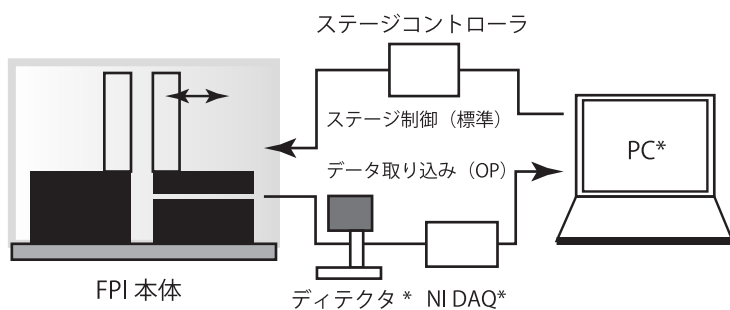 ステージコントローラ
ステージ制御（標準）
PC*
データ取り込み（OP）
FPI 本体
ディテクタ *
NI DAQ*